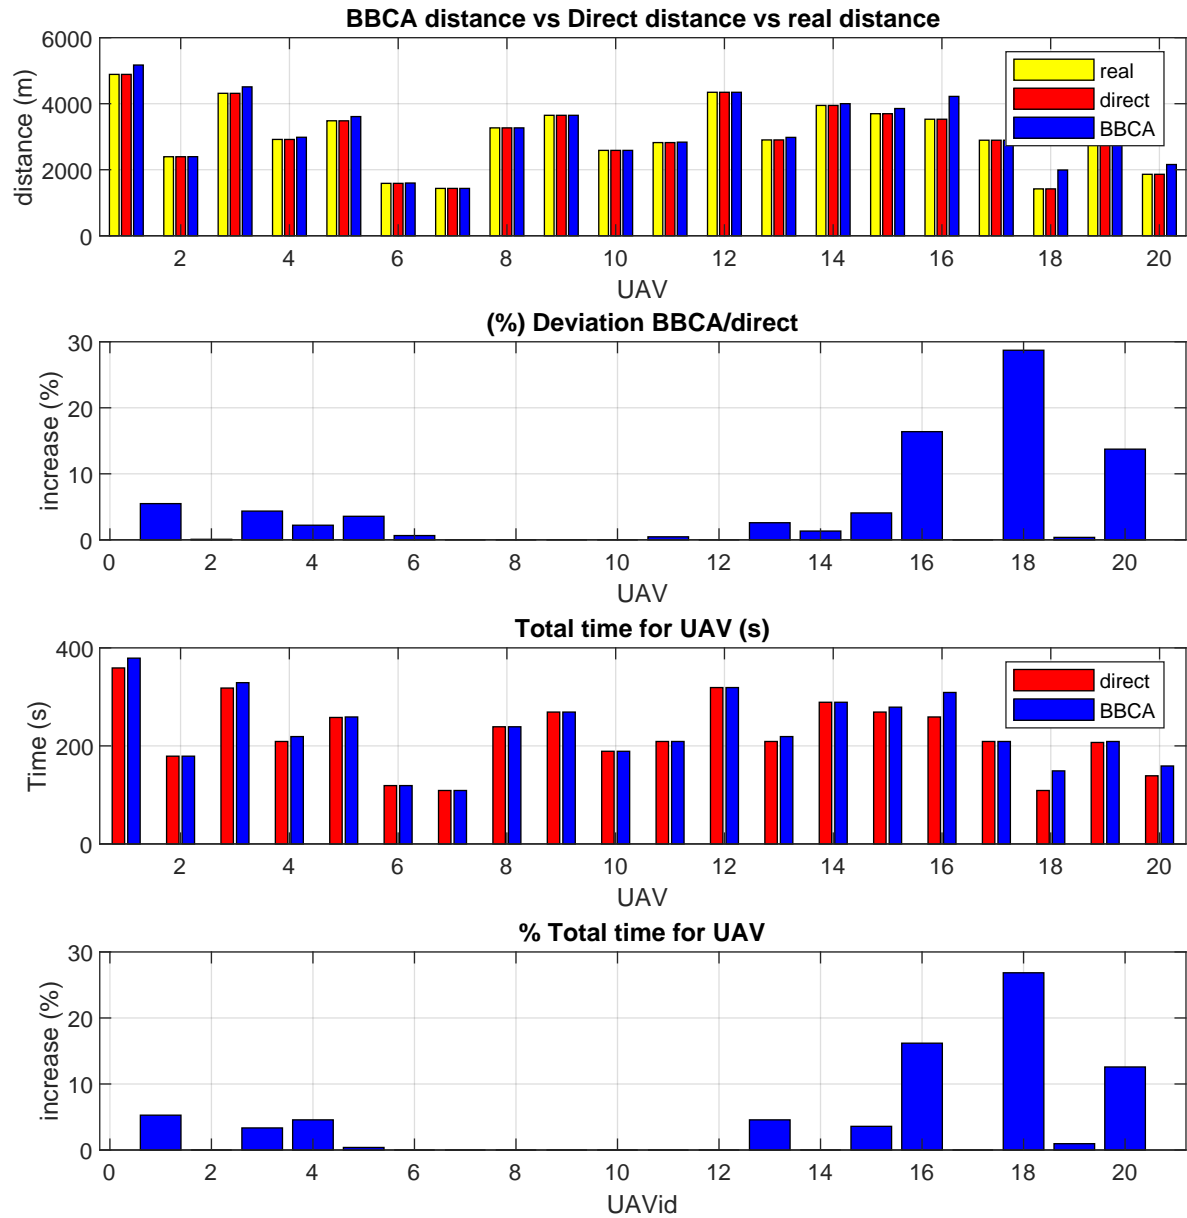 BBCA distance vs Direct distance vs real distance
6000
4000
2000
0
distance (m)
real
direct
BBCA
2 4 6 8 10 12 14 16 18 20
UAV
(%) Deviation BBCA/direct
30
20
10
0
increase (%)
0 2 4 6 8 10 12 14 16 18 20
UAV
Total time for UAV (s)
400
200
0
Time (s)
direct
BBCA
2 4 6 8 10 12 14 16 18 20
UAV
% Total time for UAV
30
20
10
0
increase (%)
0 2 4 6 8 10 12 14 16 18 20
UAVid